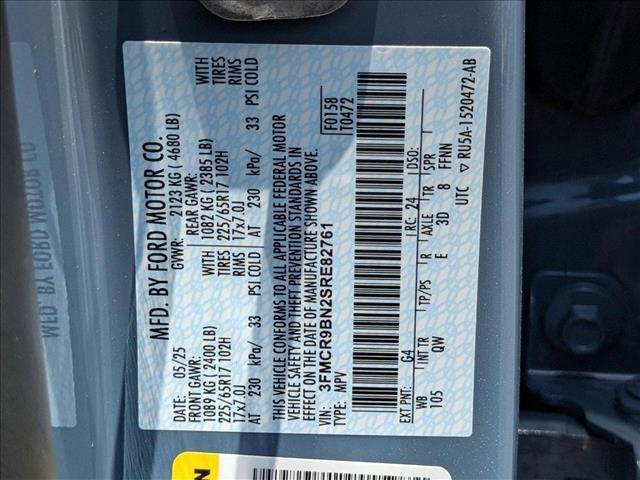 MFD. BY FORD MOTOR CO.
DATE: 05/25 GVWR: 2123 KG ( 4680 LB)
FRONT GAWR: REAR GAWR:
1089 KG ( 2400 LB) 1082 KG ( 2385 LB) WITH
225/65R17 102H 225/65R17 102H TIRES
17x7.0J 17x7.0J RIMS
AT 230 kPa/ 33 PSI COLD
WITH
TIRES
RIMS
AT 230 kPa/ 33 PSI COLD
THIS VEHICLE CONFORMS TO ALL APPLICABLE FEDERAL MOTOR
VEHICLE SAFETY AND THEFT PREVENTION STANDARDS IN
EFFECT ON THE DATE OF MANUFACTURE SHOWN ABOVE.
VIN: 3FMCR9BN2SRE82761
TYPE: MPV
F0158
T0472
EXT PNT: G4 RC: 24 DSO:
WB INT TR TP/PS R AXLE TR SPR
105 QW E 3D 8 FFNN
UTC ▽ RU5A-1520472-AB